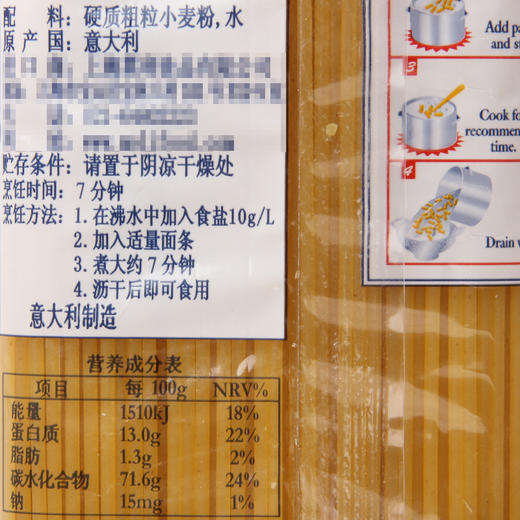 配 料: 硬质粗粒小麦粉, 水
原 产 国: 意大利
贮存条件: 请置于阴凉干燥处
烹饪时间: 7 分钟
烹饪方法: 1. 在沸水中加入食盐10g/L
2. 加入适量面条
3. 煮大约 7 分钟
4. 沥干后即可食用
意大利制造
营养成分表
项目 每 100g NRV%
能量 1510kJ 18%
蛋白质 13.0g 22%
脂肪 1.3g 2%
碳水化合物 71.6g 24%
钠 15mg 1%
Add
and
3
Cook
time.
4
Drain